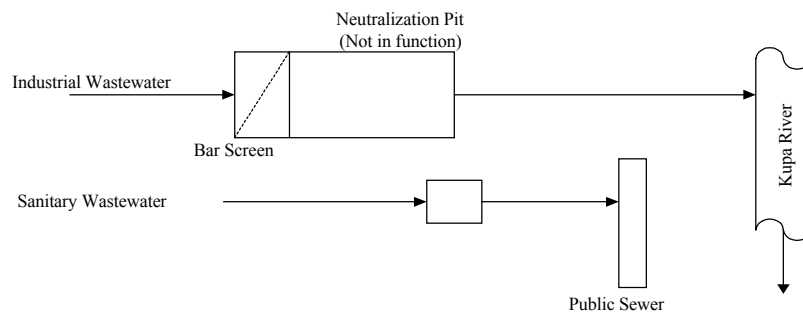 Neutralization Pit
(Not in function)
Industrial Wastewater
Bar Screen
Kupa River
Sanitary Wastewater
Public Sewer